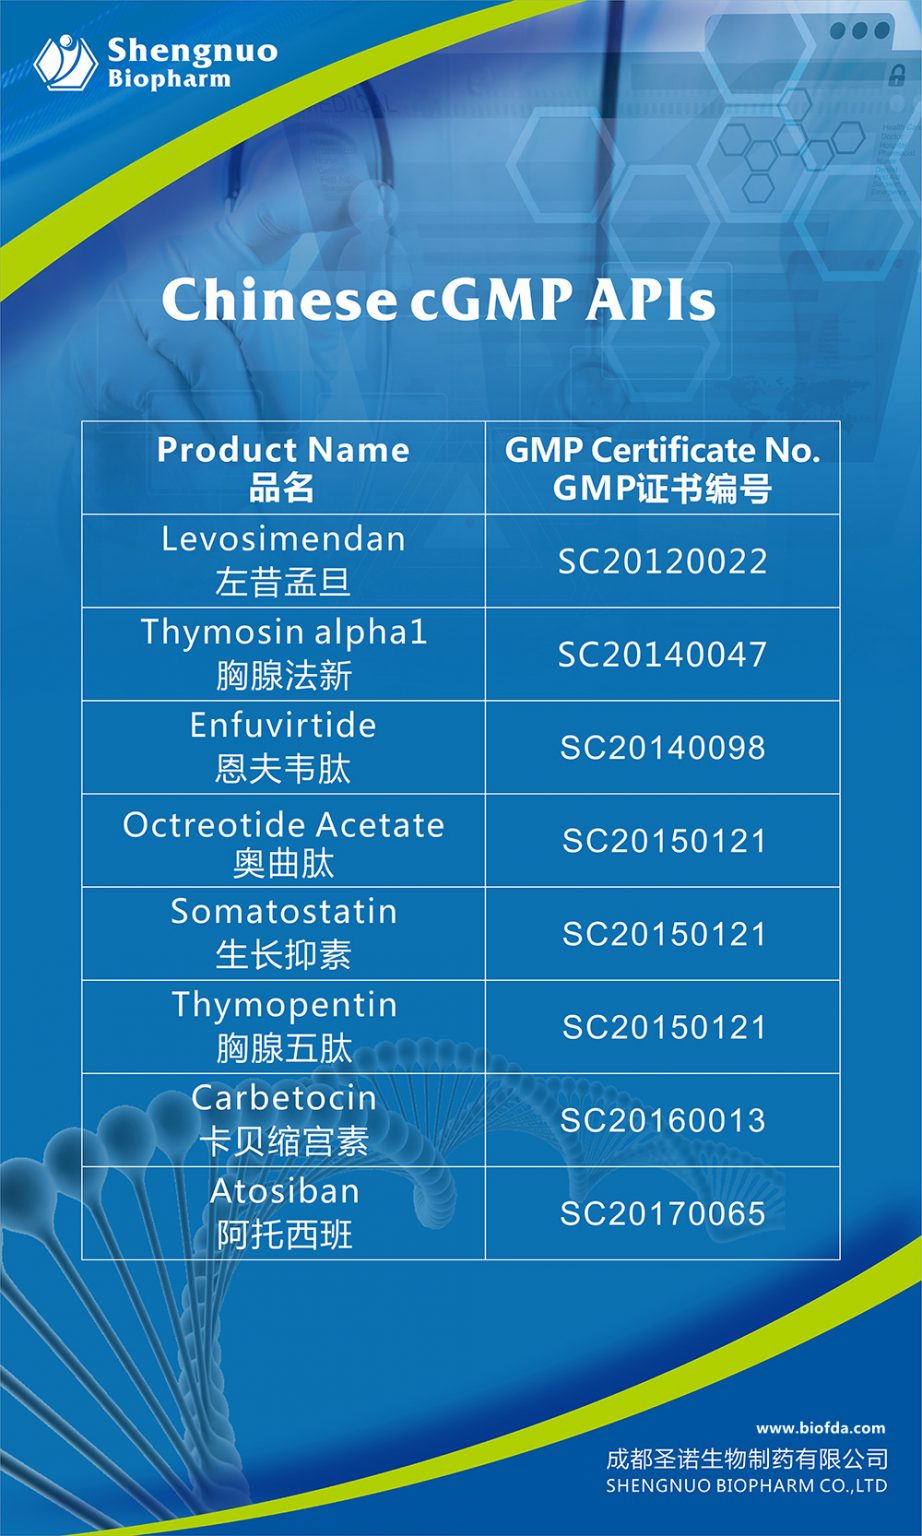 Shengnuo
Biopharm
Chinese cGMP APIs
Product Name
品名
GMP Certificate No.
GMP证书编号
Levosimendan
左昔孟旦
SC20120022
Thymosin alpha1
胸腺法新
SC20140047
Enfuvirtide
恩夫韦肽
SC20140098
Octreotide Acetate
奥曲肽
SC20150121
Somatostatin
生长抑素
SC20150121
Thymopentin
胸腺五肽
SC20150121
Carbetocin
卡贝缩宫素
SC20160013
Atosiban
阿托西班
SC20170065
www.biofda.com
成都圣诺生物制药有限公司
SHENGNUO BIOPHARM CO.,LTD